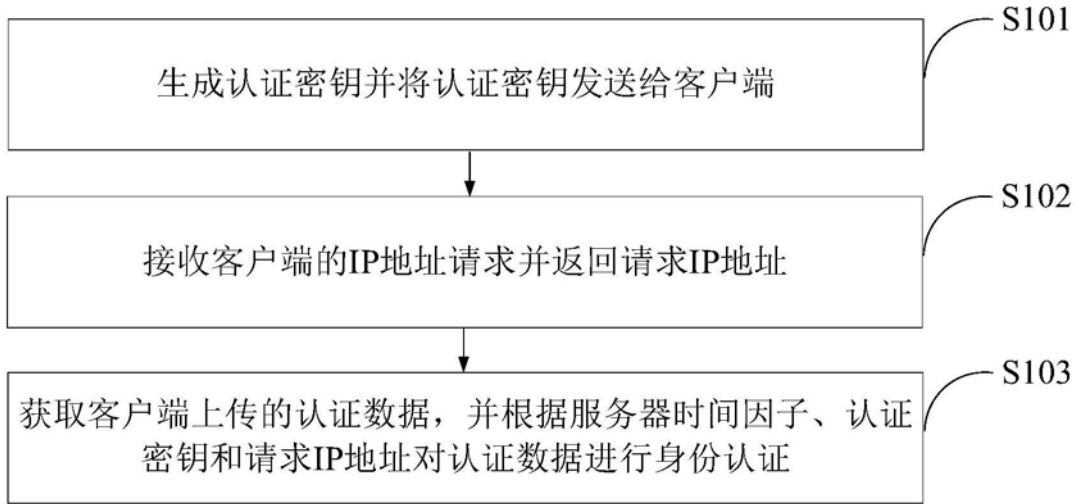 S101
生成认证密钥并将认证密钥发送给客户端
S102
接收客户端的IP地址请求并返回请求IP地址
S103
获取客户端上传的认证数据，并根据服务器时间因子、认证
密钥和请求IP地址对认证数据进行身份认证